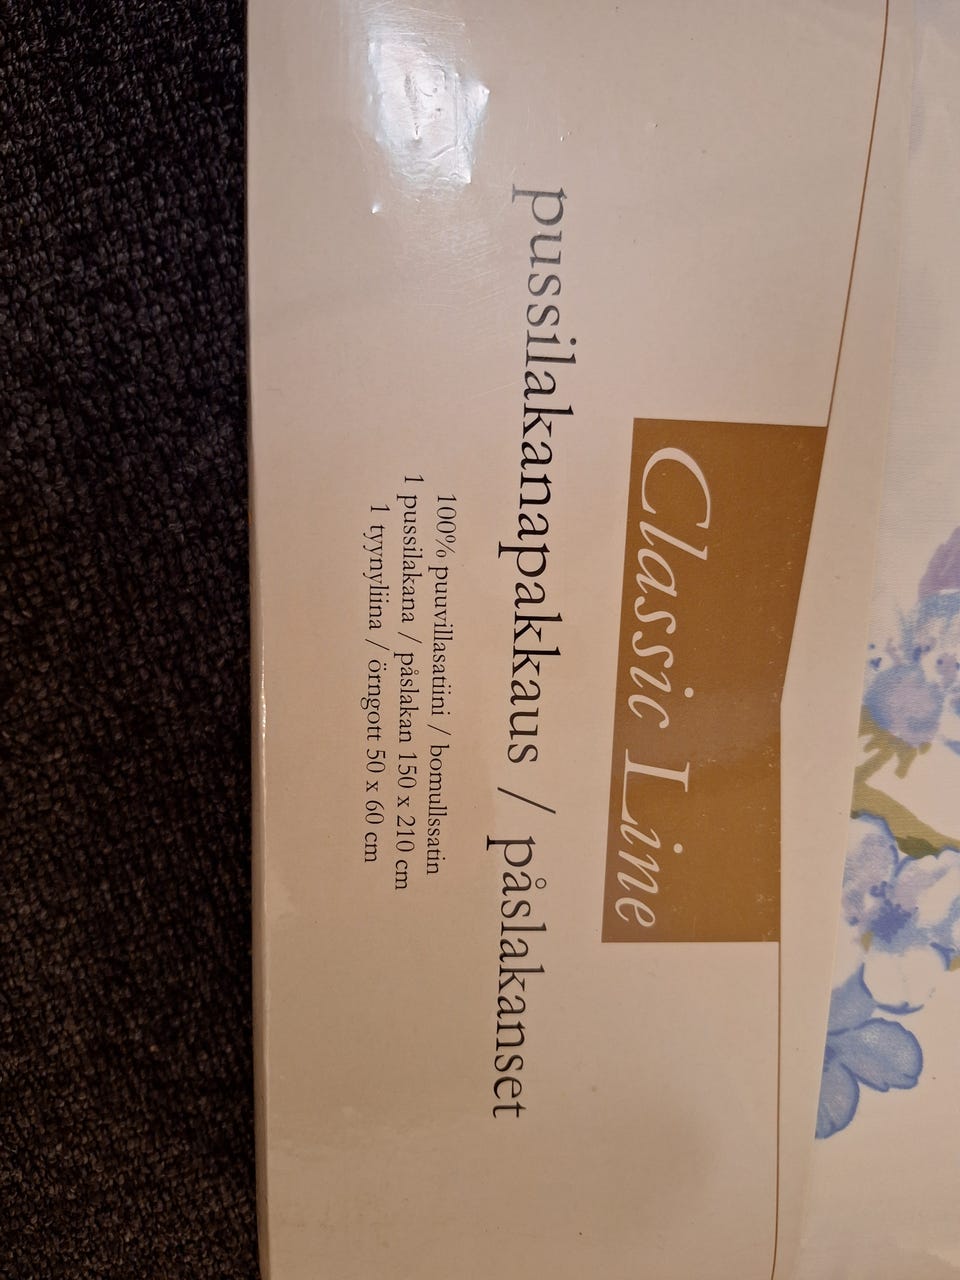 Classic Line
pussilakanapakkaus / påslakanset
100% puuvillasatiini / bomullssatin
1 pussilakana / påslakan 150 x 210 cm
1 tyynyliina / örngott 50 x 60 cm